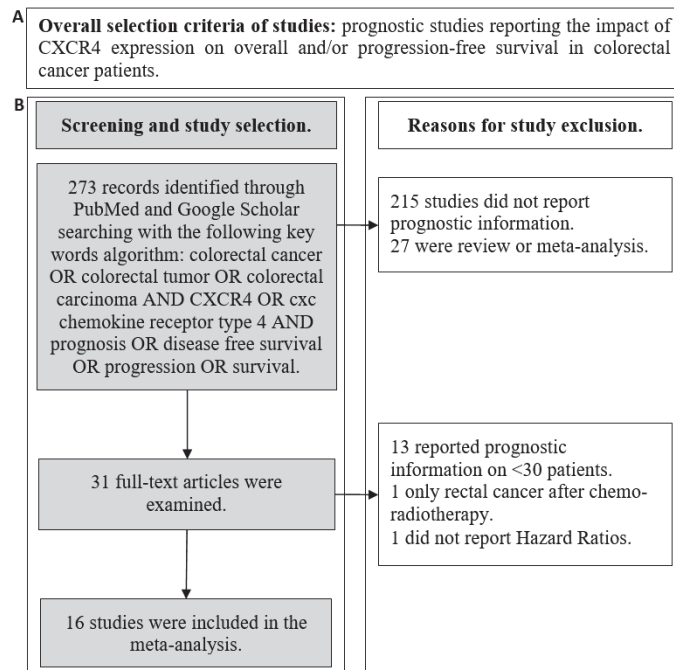 A
Overall selection criteria of studies: prognostic studies reporting the impact of
CXCR4 expression on overall and/or progression-free survival in colorectal
cancer patients.
B
Screening and study selection.
273 records identified through
PubMed and Google Scholar
searching with the following key
words algorithm: colorectal cancer
OR colorectal tumor OR colorectal
carcinoma AND CXCR4 OR cxc
chemokine receptor type 4 AND
prognosis OR disease free survival
OR progression OR survival.
31 full-text articles were
examined.
16 studies were included in the
meta-analysis.
Reasons for study exclusion.
215 studies did not report
prognostic information.
27 were review or meta-analysis.
13 reported prognostic
information on <30 patients.
1 only rectal cancer after chemo-
radiotherapy.
1 did not report Hazard Ratios.